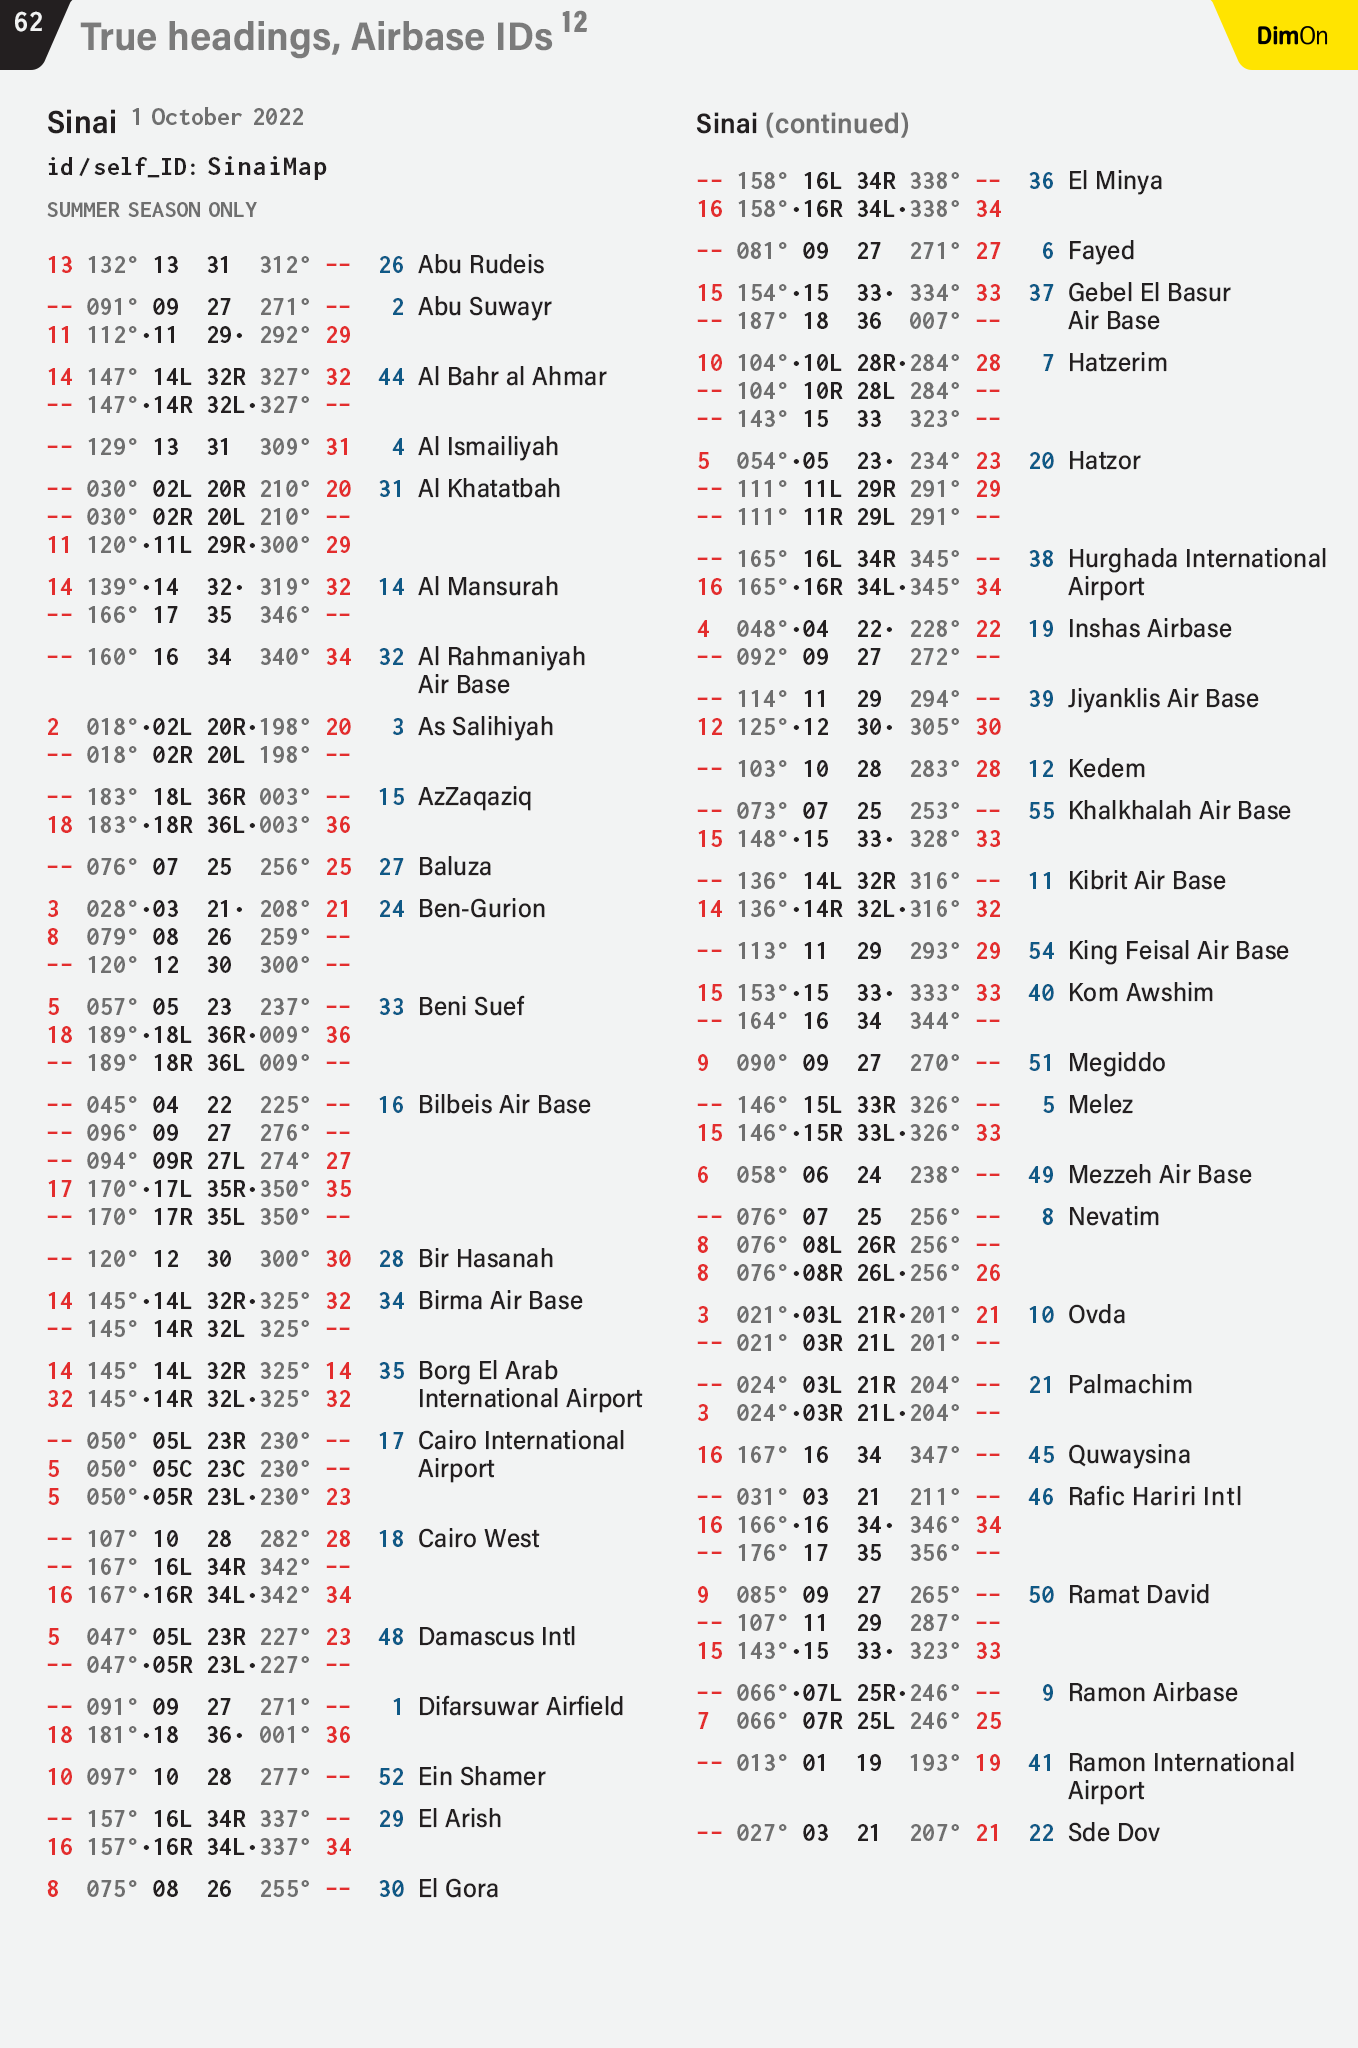 62
True headings, Airbase IDs 12
DimOn
Sinai 1 October 2022
id/self_ID: SinaiMap
SUMMER SEASON ONLY
13 132° 13 31 312° -- 26 Abu Rudeis
-- 091° 09 27 271° -- 2 Abu Suwayr
11 112°·11 29· 292° 29
14 147° 14L 32R 327° 32 44 Al Bahr al Ahmar
-- 147°·14R 32L·327° --
-- 129° 13 31 309° 31 4 Al Ismailiyah
-- 030° 02L 20R 210° 20 31 Al Khatatbah
-- 030° 02R 20L 210° --
11 120°·11L 29R·300° 29
14 139°·14 32· 319° 32 14 Al Mansurah
-- 166° 17 35 346° --
-- 160° 16 34 340° 34 32 Al Rahmaniyah
Air Base
2 018°·02L 20R·198° 20 3 As Salihiyah
-- 018° 02R 20L 198° --
-- 183° 18L 36R 003° -- 15 AzZaqaziq
18 183°·18R 36L·003° 36
-- 076° 07 25 256° 25 27 Baluza
3 028°·03 21· 208° 21 24 Ben-Gurion
8 079° 08 26 259° --
-- 120° 12 30 300° --
5 057° 05 23 237° -- 33 Beni Suef
18 189°·18L 36R·009° 36
-- 189° 18R 36L 009° --
-- 045° 04 22 225° -- 16 Bilbeis Air Base
-- 096° 09 27 276° --
-- 094° 09R 27L 274° 27
17 170°·17L 35R·350° 35
-- 170° 17R 35L 350° --
-- 120° 12 30 300° 30 28 Bir Hasanah
14 145°·14L 32R·325° 32 34 Birma Air Base
-- 145° 14R 32L 325° --
14 145° 14L 32R 325° 14 35 Borg El Arab
32 145°·14R 32L·325° 32 International Airport
-- 050° 05L 23R 230° -- 17 Cairo International
5 050° 05C 23C 230° -- Airport
5 050°·05R 23L·230° 23
-- 107° 10 28 282° 28 18 Cairo West
-- 167° 16L 34R 342° --
16 167°·16R 34L·342° 34
5 047° 05L 23R 227° 23 48 Damascus Intl
-- 047°·05R 23L·227° --
-- 091° 09 27 271° -- 1 Difarsuwar Airfield
18 181°·18 36· 001° 36
10 097° 10 28 277° -- 52 Ein Shamer
-- 157° 16L 34R 337° -- 29 El Arish
16 157°·16R 34L·337° 34
8 075° 08 26 255° -- 30 El Gora
Sinai (continued)
-- 158° 16L 34R 338° -- 36 El Minya
16 158°·16R 34L·338° 34
-- 081° 09 27 271° 27 6 Fayed
15 154°·15 33· 334° 33 37 Gebel El Basur
-- 187° 18 36 007° -- Air Base
10 104°·10L 28R·284° 28 7 Hatzerim
-- 104° 10R 28L 284° --
-- 143° 15 33 323° --
5 054°·05 23· 234° 23 20 Hatzor
-- 111° 11L 29R 291° 29
-- 111° 11R 29L 291° --
-- 165° 16L 34R 345° -- 38 Hurghada International
16 165°·16R 34L·345° 34 Airport
4 048°·04 22· 228° 22 19 Inshas Airbase
-- 092° 09 27 272° --
-- 114° 11 29 294° -- 39 Jiyanklis Air Base
12 125°·12 30· 305° 30
-- 103° 10 28 283° 28 12 Kedem
-- 073° 07 25 253° -- 55 Khalkhalah Air Base
15 148°·15 33· 328° 33
-- 136° 14L 32R 316° -- 11 Kibrit Air Base
14 136°·14R 32L·316° 32
-- 113° 11 29 293° 29 54 King Feisal Air Base
15 153°·15 33· 333° 33 40 Kom Awshim
-- 164° 16 34 344° --
9 090° 09 27 270° -- 51 Megiddo
-- 146° 15L 33R 326° -- 5 Melez
15 146°·15R 33L·326° 33
6 058° 06 24 238° -- 49 Mezzeh Air Base
-- 076° 07 25 256° -- 8 Nevatim
8 076° 08L 26R 256° --
8 076°·08R 26L·256° 26
3 021°·03L 21R·201° 21 10 Ovda
-- 021° 03R 21L 201° --
-- 024° 03L 21R 204° -- 21 Palmachim
3 024°·03R 21L·204° --
16 167° 16 34 347° -- 45 Quwaysina
-- 031° 03 21 211° -- 46 Rafic Hariri Intl
16 166°·16 34· 346° 34
-- 176° 17 35 356° --
9 085° 09 27 265° -- 50 Ramat David
-- 107° 11 29 287° --
15 143°·15 33· 323° 33
-- 066°·07L 25R·246° -- 9 Ramon Airbase
7 066° 07R 25L 246° 25
-- 013° 01 19 193° 19 41 Ramon International
Airport
-- 027° 03 21 207° 21 22 Sde Dov